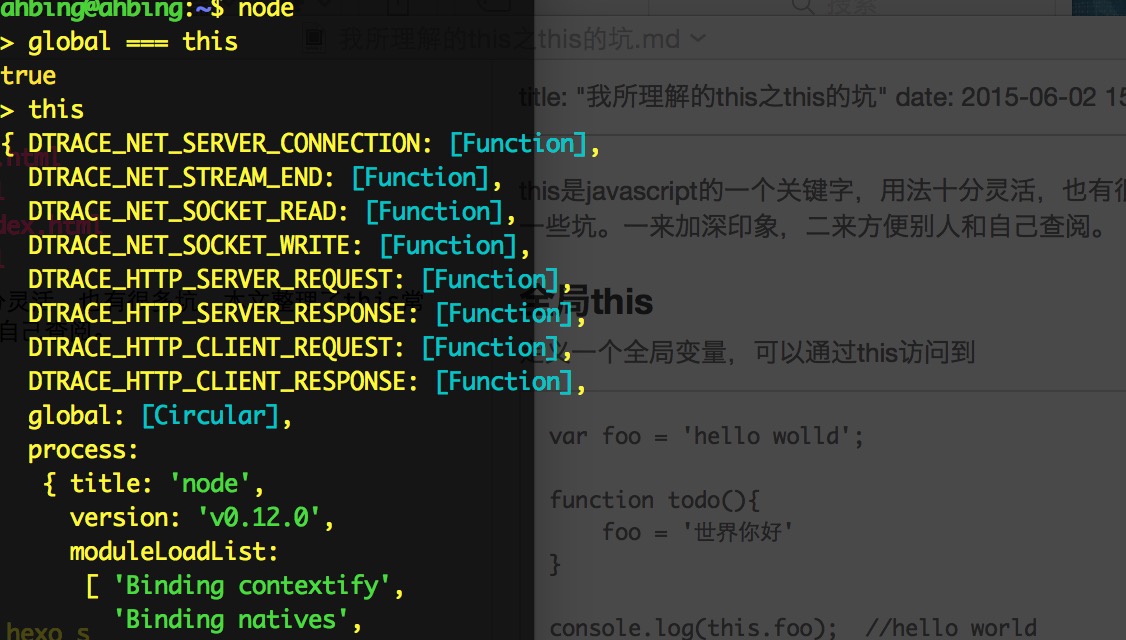 ahbing@ahbing:~$ node
> global === this
true
> this
{ DTRACE_NET_SERVER_CONNECTION: [Function],
DTRACE_NET_STREAM_END: [Function],
DTRACE_NET_SOCKET_READ: [Function],
DTRACE_NET_SOCKET_WRITE: [Function],
DTRACE_HTTP_SERVER_REQUEST: [Function],
DTRACE_HTTP_SERVER_RESPONSE: [Function],
DTRACE_HTTP_CLIENT_REQUEST: [Function],
DTRACE_HTTP_CLIENT_RESPONSE: [Function],
global: [Circular],
process:
{ title: 'node',
version: 'v0.12.0',
moduleLoadList:
[ 'Binding contextify',
'Binding natives',
hexo s
搜索
我所理解的this之this的坑.md
title: "我所理解的this之this的坑" date: 2015-06-02 15
this是javascript的一个关键字，用法十分灵活，也有很
一些坑。一来加深印象，二来方便别人和自己查阅。
全局this
定义一个全局变量，可以通过this访问到
var foo = 'hello wolld';
function todo(){
foo = '世界你好'
}
console.log(this.foo); //hello world